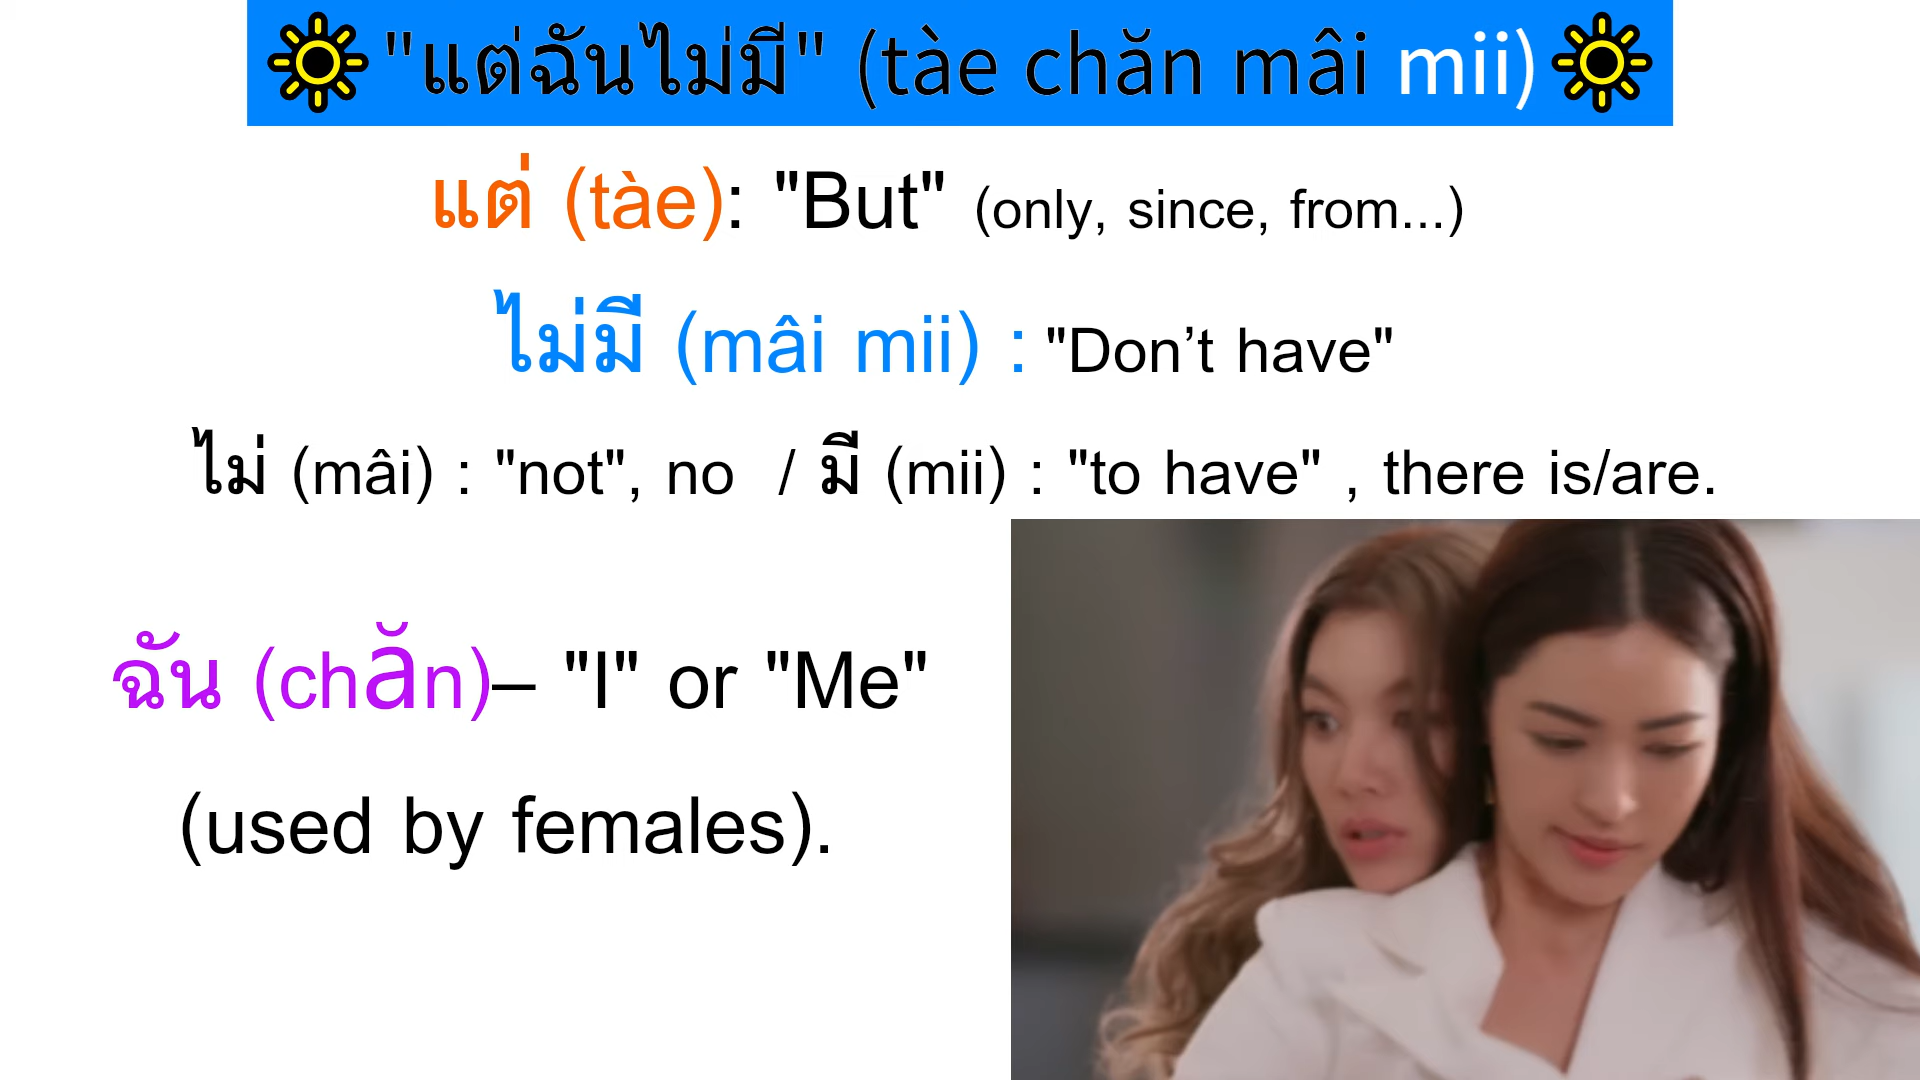 "แต่ฉันไม่มี" (tàe chăn mâi mii)
แต่ (tàe): "But" (only, since, from...)
ไม่มี (mâi mii) : "Don’t have"
ไม่ (mâi) : "not", no / มี (mii) : "to have" , there is/are.
ฉัน (chăn)– "I" or "Me"
(used by females).